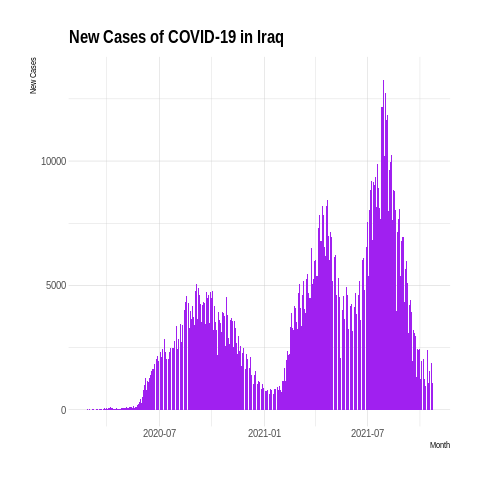 New Cases of COVID-19 in Iraq
New Cases
10000
5000
0
2020-07
2021-01
2021-07
Month